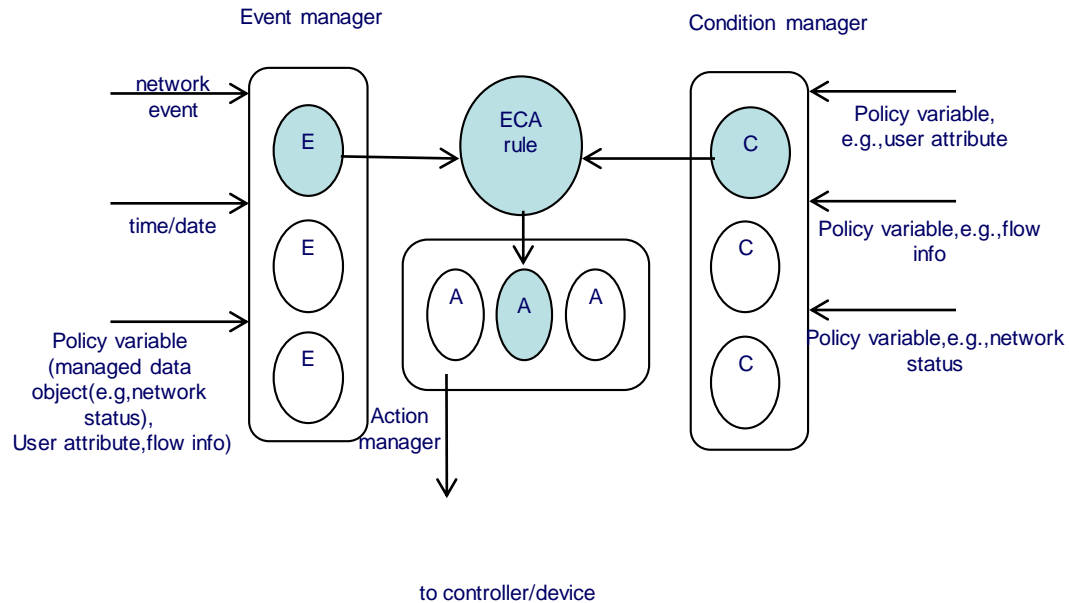 Event manager
Condition manager
network
event
time/date
Policy variable
(managed data
object(e.g,network
status),
User attribute,flow info)
E
E
E
ECA
rule
A
A
A
Action
manager
to controller/device
C
C
C
Policy variable,
e.g.,user attribute
Policy variable,e.g.,flow
info
Policy variable,e.g.,network
status